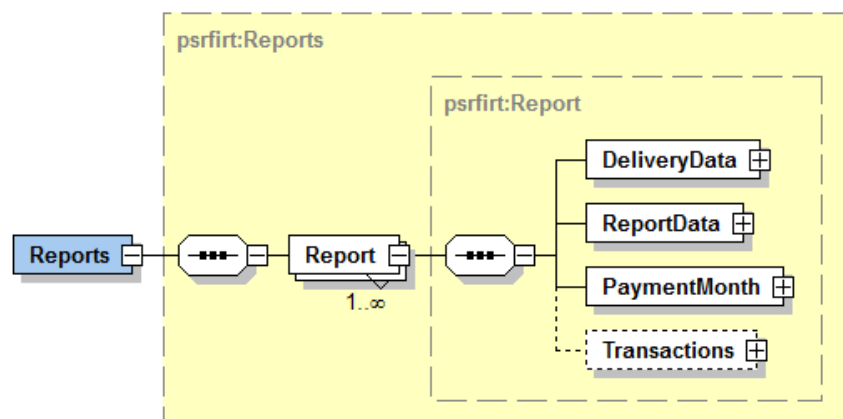 psrfirt:Reports
psrfirt:Report
DeliveryData
ReportData
Reports
Report
1..∞
PaymentMonth
Transactions